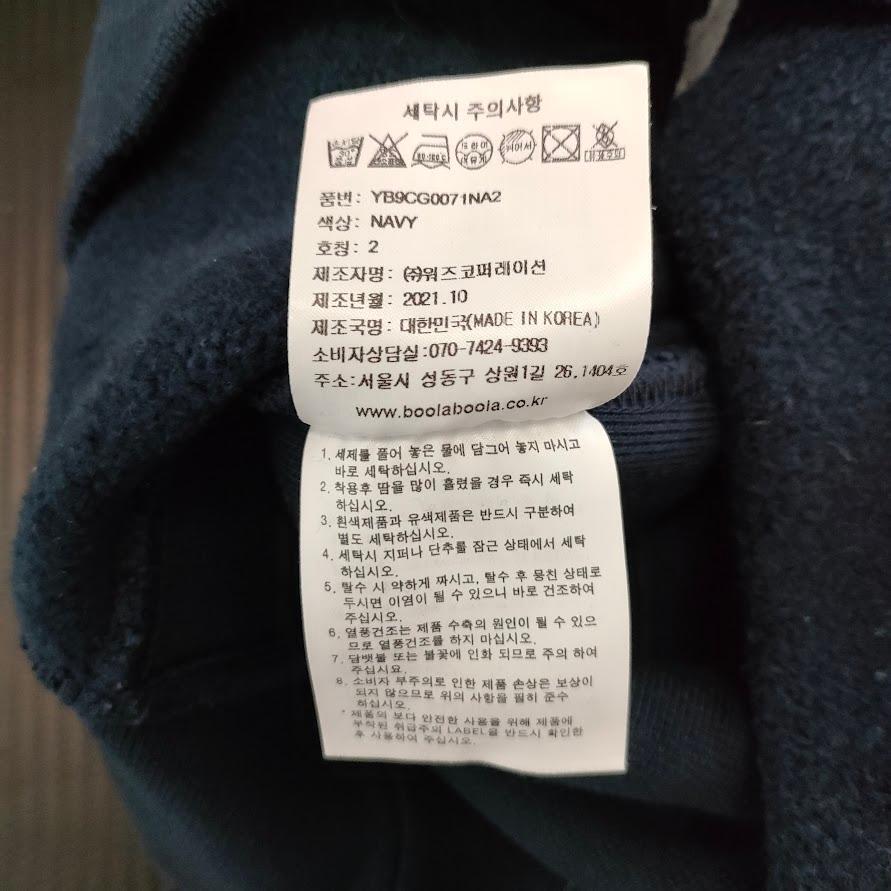 세탁시 주의사항
30°
80~120°C
드라이
품번: YB9CG0071NA2
색상: NAVY
호칭: 2
제조자명: ㈜워즈코퍼레이션
제조년월: 2021.10
제조국명: 대한민국(MADE IN KOREA)
소비자상담실:070-7424-9393
주소:서울시 성동구 상원1길 26,1404호
www.boolaboola.co.kr
1. 세제를 풀어 놓은 물에 담그어 놓지 마시고
바로 세탁하십시오.
2. 착용후 땀을 많이 흘렸을 경우 즉시 세탁
하십시오.
3. 흰색제품과 유색제품은 반드시 구분하여
별도 세탁하십시오.
4. 세탁시 지퍼나 단추를 잠근 상태에서 세탁
하십시오.
5. 탈수 시 약하게 짜시고, 탈수 후 뭉친 상태로
두시면 이염이 될 수 있으니 바로 건조하여
주십시오.
6. 열풍건조는 제품 수축의 원인이 될 수 있으
므로 열풍건조를 하지 마십시오.
7. 담뱃불 또는 불꽃에 인화 되므로 주의 하여
주십시요.
8. 소비자 부주의로 인한 제품 손상은 보상이
되지 않으므로 위의 사항을 필히 준수
하십시오.
* 제품의 보다 안전한 사용을 위해 제품에
부착된 취급주의 LABEL을 반드시 확인한
후 사용하여 주십시오.